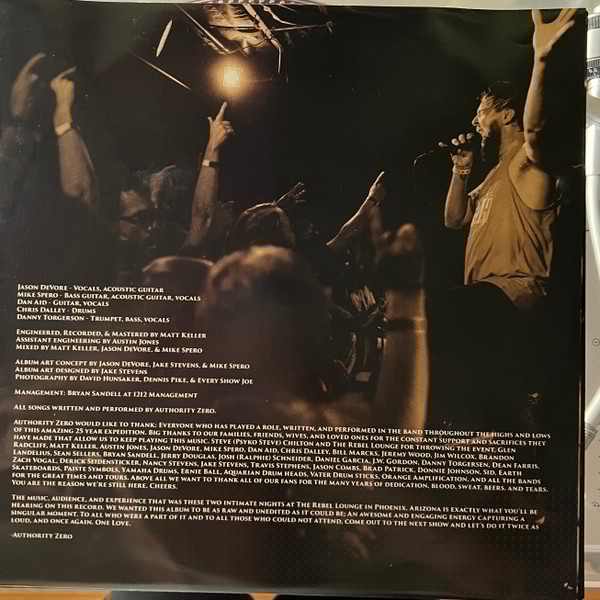 Jason DeVore - Vocals, acoustic guitar
Mike Spero - Bass guitar, acoustic guitar, vocals
Dan Aid - Guitar, vocals
Chris Dalley - Drums
Danny Torgerson - Trumpet, bass, vocals
Engineered, Recorded, & Mastered by Matt Keller
Assistant engineering by Austin Jones
Mixed by Matt Keller, Jason DeVore, & Mike Spero
Album art concept by Jason DeVore, Jake Stevens, & Mike Spero
Album art designed by Jake Stevens
Photography by David Hunsaker, Dennis Pike, & Every Show Joe
Management: Bryan Sandell at 1212 Management
All songs written and performed by Authority Zero.
Authority Zero would like to thank: Everyone who has played a role, written, and performed in the band throughout the highs and lows
of this amazing 25 year expedition. Big thanks to our families, friends, wives, and loved ones for the constant support and sacrifices they
have made that allow us to keep playing this music. Steve (Psyko Steve) Chilton and The Rebel Lounge for throwing the event, Glen
Radcliff, Matt Keller, Austin Jones, Jason DeVore, Mike Spero, Dan Aid, Chris Dalley, Bill Marcks, Jeremy Wood, Jim Wilcox, Brandon
Landelius, Sean Sellers, Bryan Sandell, Jerry Douglas, Josh (Ralphie) Schneider, Daniel Garcia, J.W. Gordon, Danny Torgerson, Dean Farris.
Zach Vogal, Derick Seidensticker, Nancy Stevens, Jake Stevens, Travis Stephens, Jason Combs, Brad Patrick, Donnie Johnson, Sid, Earth
Skateboards, Paiste Symbals, Yamaha Drums, Ernie Ball, Aquarian Drum Heads, Vater Drum Sticks, Orange Amplification, and all the bands
for the great times and tours. Above all we want to thank all of our fans for the many years of dedication, blood, sweat, beers, and tears.
You are the reason we're still here. Cheers.
The music, audience, and experience that was these two intimate nights at The Rebel Lounge in Phoenix, Arizona is exactly what you'll be
hearing on this record. We wanted this album to be as raw and unedited as it could be; an awesome and engaging energy capturing a
singular moment. To all who were a part of it and to all those who could not attend, come out to the next show and let's do it twice as
loud, and once again. One Love.
-Authority Zero